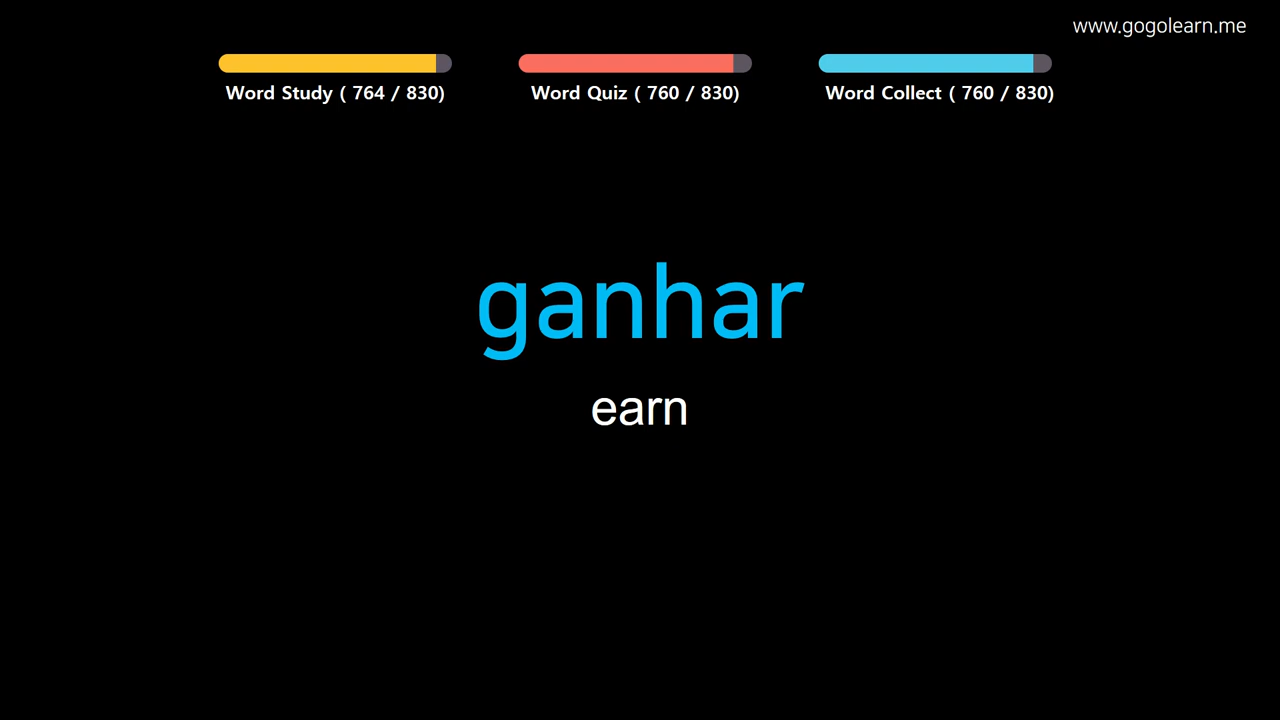 www.gogolearn.me
Word Study ( 764 / 830)
Word Quiz ( 760 / 830)
Word Collect ( 760 / 830)
ganhar
earn